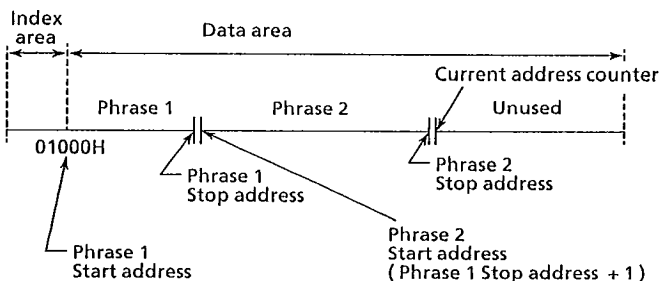 Index
area
Data area
Current address counter
Phrase 1
Phrase 2
Unused
01000H
Phrase 1
Stop address
Phrase 2
Stop address
Phrase 1
Start address
Phrase 2
Start address
( Phrase 1 Stop address + 1 )